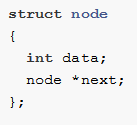 struct node
{
  int data;
  node *next;
};